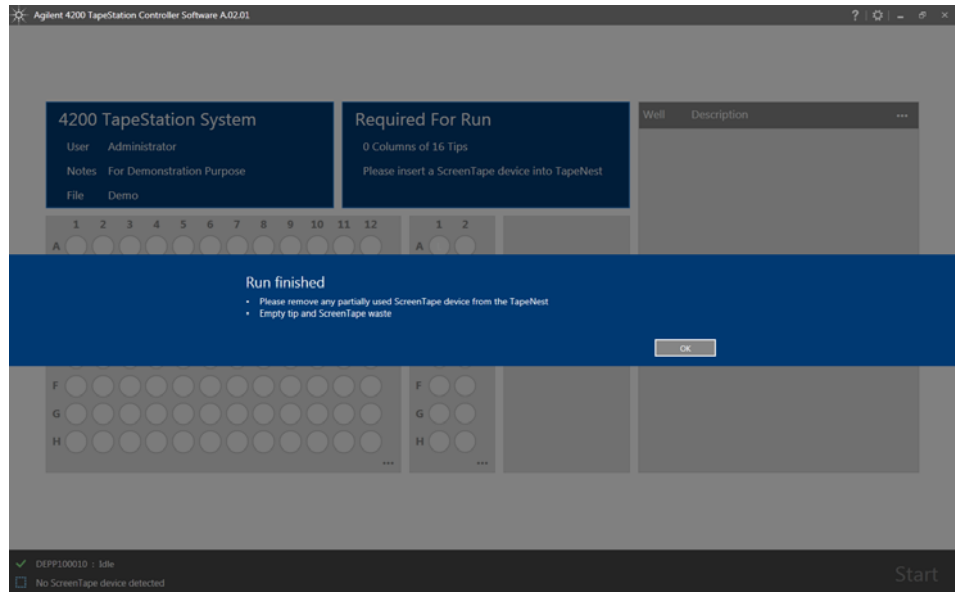 Agilent 4200 TapeStation Controller Software A.02.01
?
4200 TapeStation System
User Administrator
Notes For Demonstration Purpose
File Demo
Required For Run
0 Columns of 16 Tips
Please insert a ScreenTape device into TapeNest
Well Description ...
1 2 3 4 5 6 7 8 9 10 11 12
A
1 2
A
Run finished
• Please remove any partially used ScreenTape device from the TapeNest
• Empty tip and ScreenTape waste
OK
F
G
H
...
F
G
H
...
DEPP100010 : Idle
No ScreenTape device detected
Start